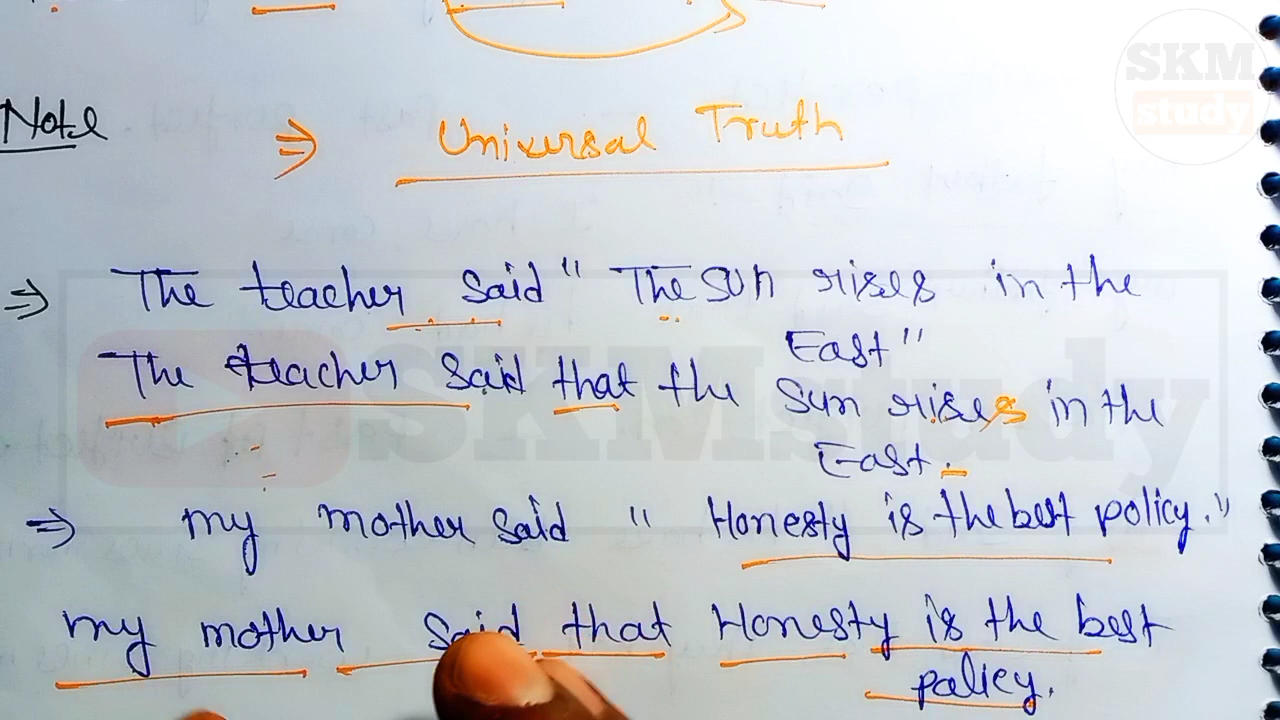 SKM
study
Note
⇒ Universal Truth
⇒ The teacher said " The sun rises in the
East"
The teacher said that the sun rises in the
East.
⇒ my mother said " Honesty is the best policy."
my mother said that Honesty is the best
policy.
SKMstudy